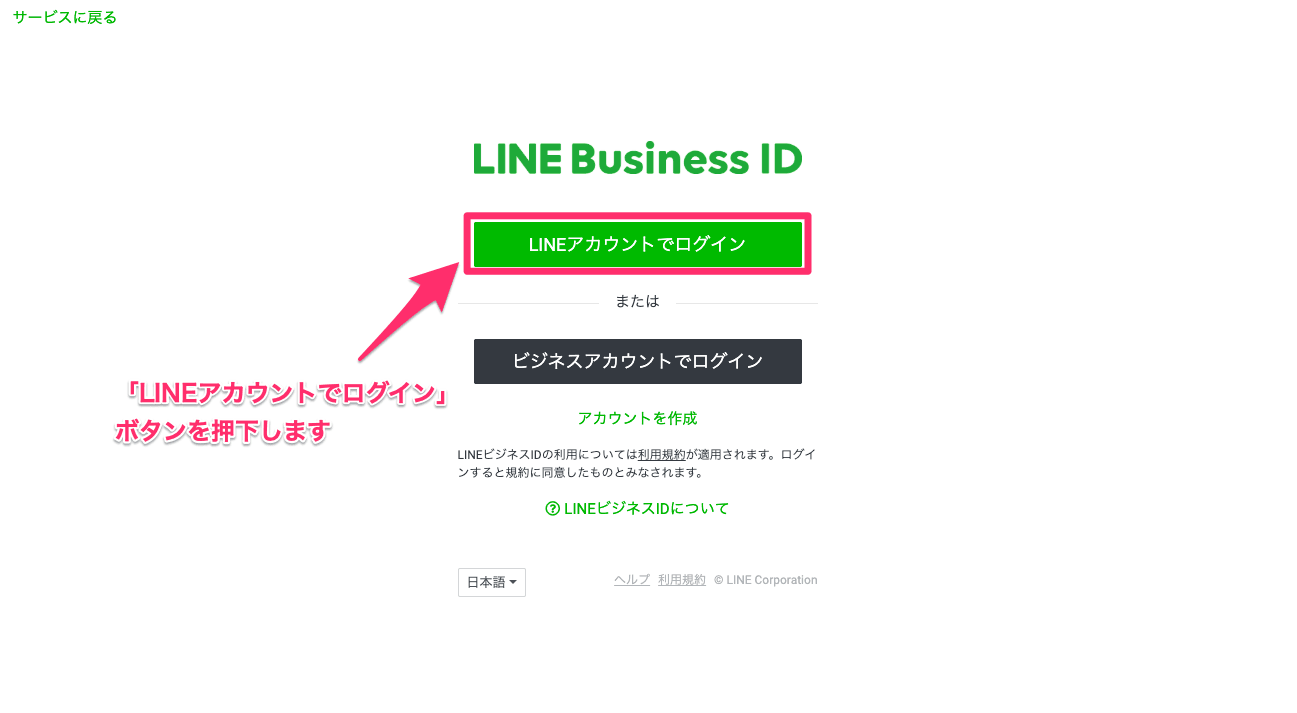 サービスに戻る
LINE Business ID
LINEアカウントでログイン
または
ビジネスアカウントでログイン
「LINEアカウントでログイン」
ボタンを押下します
アカウントを作成
LINEビジネスIDの利用については利用規約が適用されます。ログイ
ンすると規約に同意したものとみなされます。
? LINEビジネスIDについて
日本語
ヘルプ 利用規約 © LINE Corporation